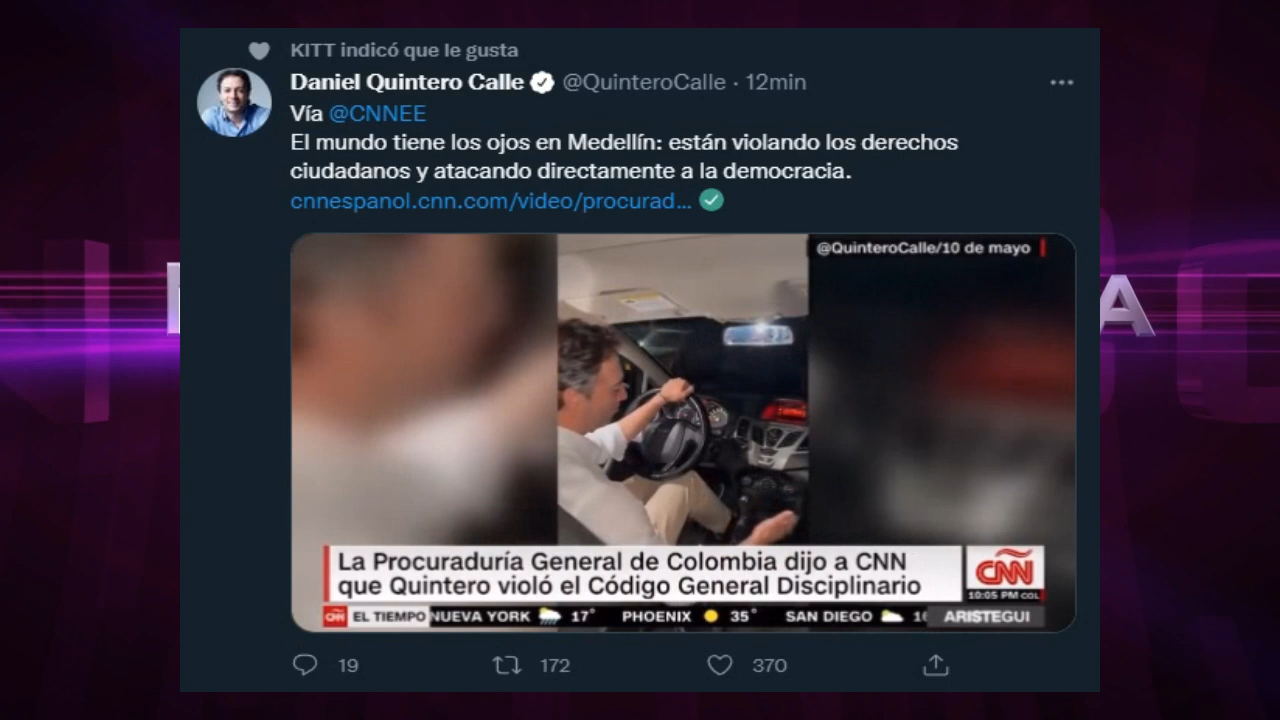 KITT indicó que le gusta
Daniel Quintero Calle @QuinteroCalle · 12min
Vía @CNNEE
El mundo tiene los ojos en Medellín: están violando los derechos
ciudadanos y atacando directamente a la democracia.
cnnespanol.cnn.com/video/procurad...
@QuinteroCalle/10 de mayo
La Procuraduría General de Colombia dijo a CNN
que Quintero violó el Código General Disciplinario
CNN
10:05 PM COL
CNN EL TIEMPO NUEVA YORK 17° PHOENIX 35° SAN DIEGO ARISTEGUI
19 172 370
A